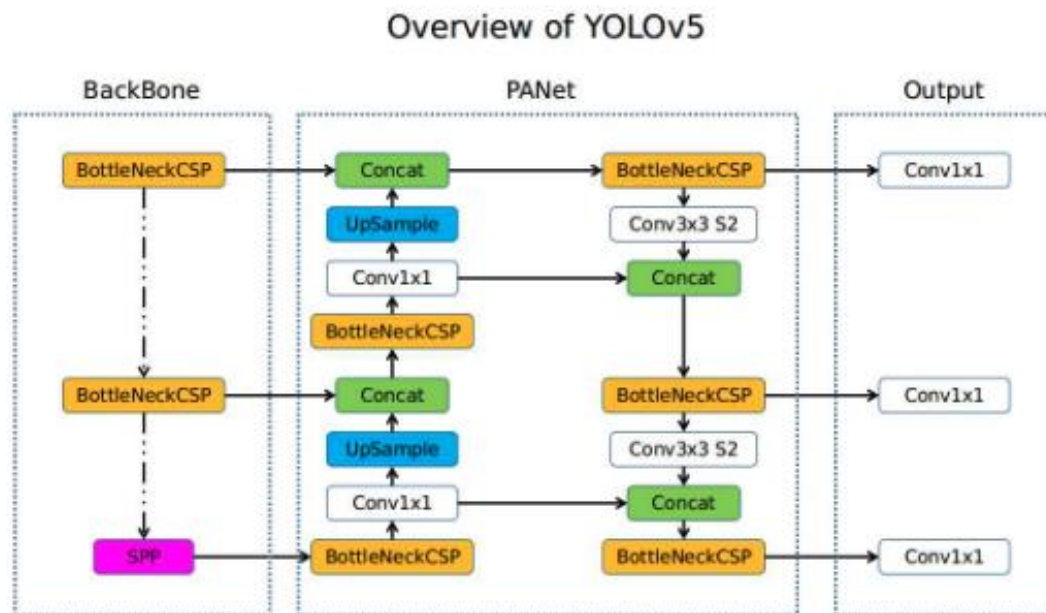 Overview of YOLOv5
BackBone
PANet
Output
BottleNeckCSP
Concat
BottleNeckCSP
Conv1x1
UpSample
Conv3x3 S2
Conv1x1
Concat
BottleNeckCSP
BottleNeckCSP
Concat
BottleNeckCSP
Conv1x1
UpSample
Conv3x3 S2
Conv1x1
Concat
SPP
BottleNeckCSP
BottleNeckCSP
Conv1x1